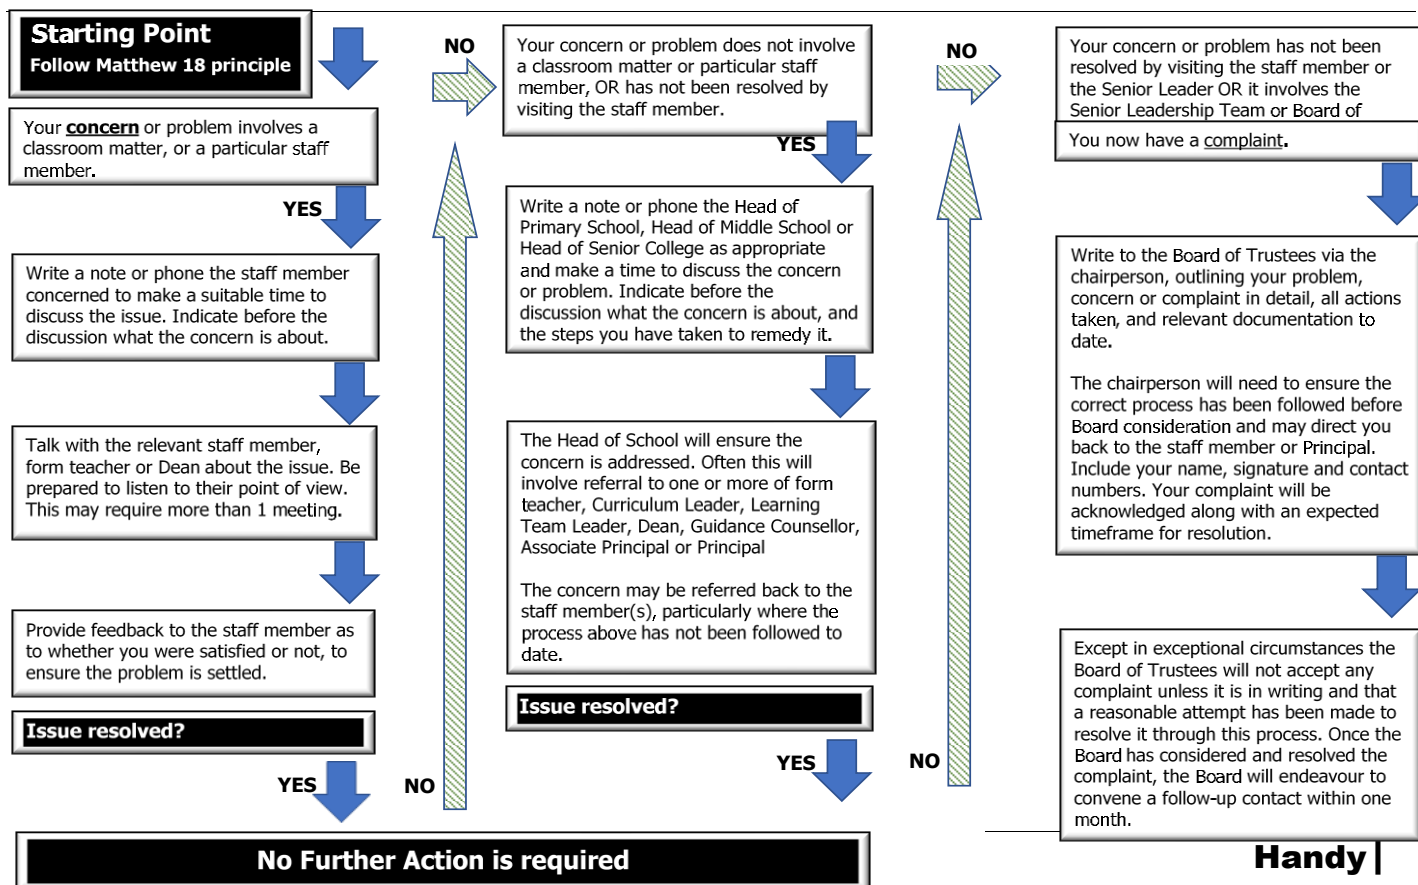 Starting Point
Follow Matthew 18 principle
Your concern or problem involves a
classroom matter, or a particular staff
member.
YES
Write a note or phone the staff member
concerned to make a suitable time to
discuss the issue. Indicate before the
discussion what the concern is about.
Talk with the relevant staff member,
form teacher or Dean about the issue. Be
prepared to listen to their point of view.
This may require more than 1 meeting.
Provide feedback to the staff member as
to whether you were satisfied or not, to
ensure the problem is settled.
Issue resolved?
YES
NO
NO
Your concern or problem does not involve
a classroom matter or particular staff
member, OR has not been resolved by
visiting the staff member.
YES
Write a note or phone the Head of
Primary School, Head of Middle School or
Head of Senior College as appropriate
and make a time to discuss the concern
or problem. Indicate before the
discussion what the concern is about, and
the steps you have taken to remedy it.
The Head of School will ensure the
concern is addressed. Often this will
involve referral to one or more of form
teacher, Curriculum Leader, Learning
Team Leader, Dean, Guidance Counsellor,
Associate Principal or Principal
The concern may be referred back to the
staff member(s), particularly where the
process above has not been followed to
date.
Issue resolved?
YES
NO
NO
Your concern or problem has not been
resolved by visiting the staff member or
the Senior Leader OR it involves the
Senior Leadership Team or Board of
You now have a complaint.
Write to the Board of Trustees via the
chairperson, outlining your problem,
concern or complaint in detail, all actions
taken, and relevant documentation to
date.
The chairperson will need to ensure the
correct process has been followed before
Board consideration and may direct you
back to the staff member or Principal.
Include your name, signature and contact
numbers. Your complaint will be
acknowledged along with an expected
timeframe for resolution.
Except in exceptional circumstances the
Board of Trustees will not accept any
complaint unless it is in writing and that
a reasonable attempt has been made to
resolve it through this process. Once the
Board has considered and resolved the
complaint, the Board will endeavour to
convene a follow-up contact within one
month.
No Further Action is required
Handy